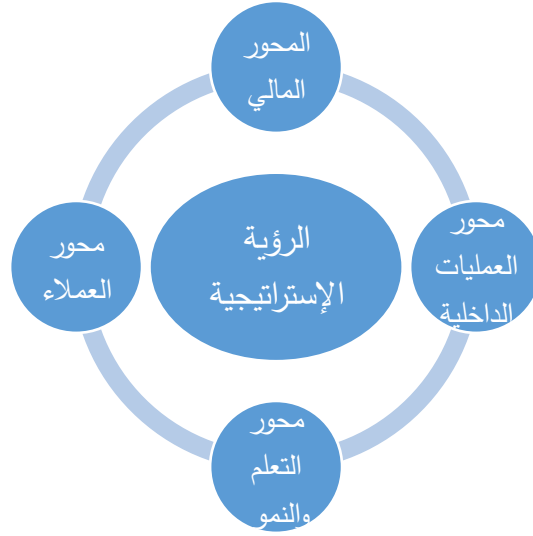 المحور
المالي
محور
العمليات
الداخلية
الرؤية
الإستراتيجية
محور
العملاء
محور
التعلم
والنمو